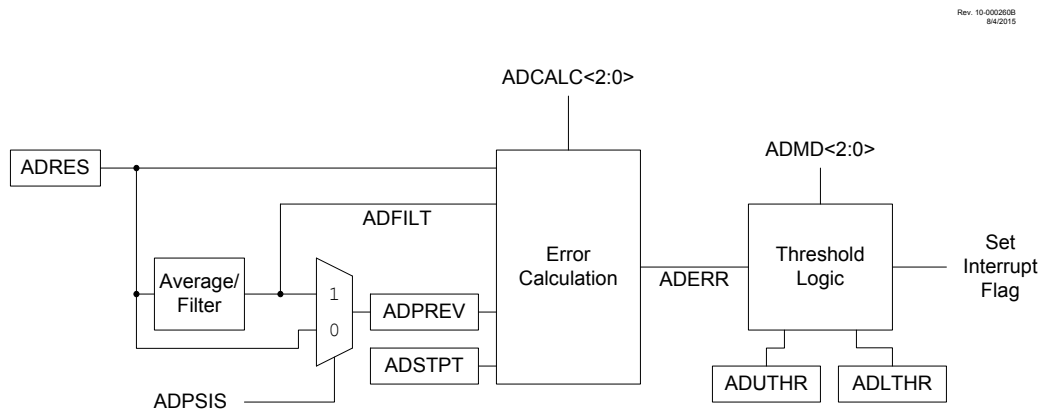 Rev. 10-000260B
8/4/2015
ADCALC<2:0>
ADRES
ADMD<2:0>
ADFILT
Error
Calculation
Threshold
Logic
Set
Interrupt
Flag
ADERR
Average/
Filter
1
0
ADPREV
ADSTPT
ADUTHR
ADLTHR
ADPSIS